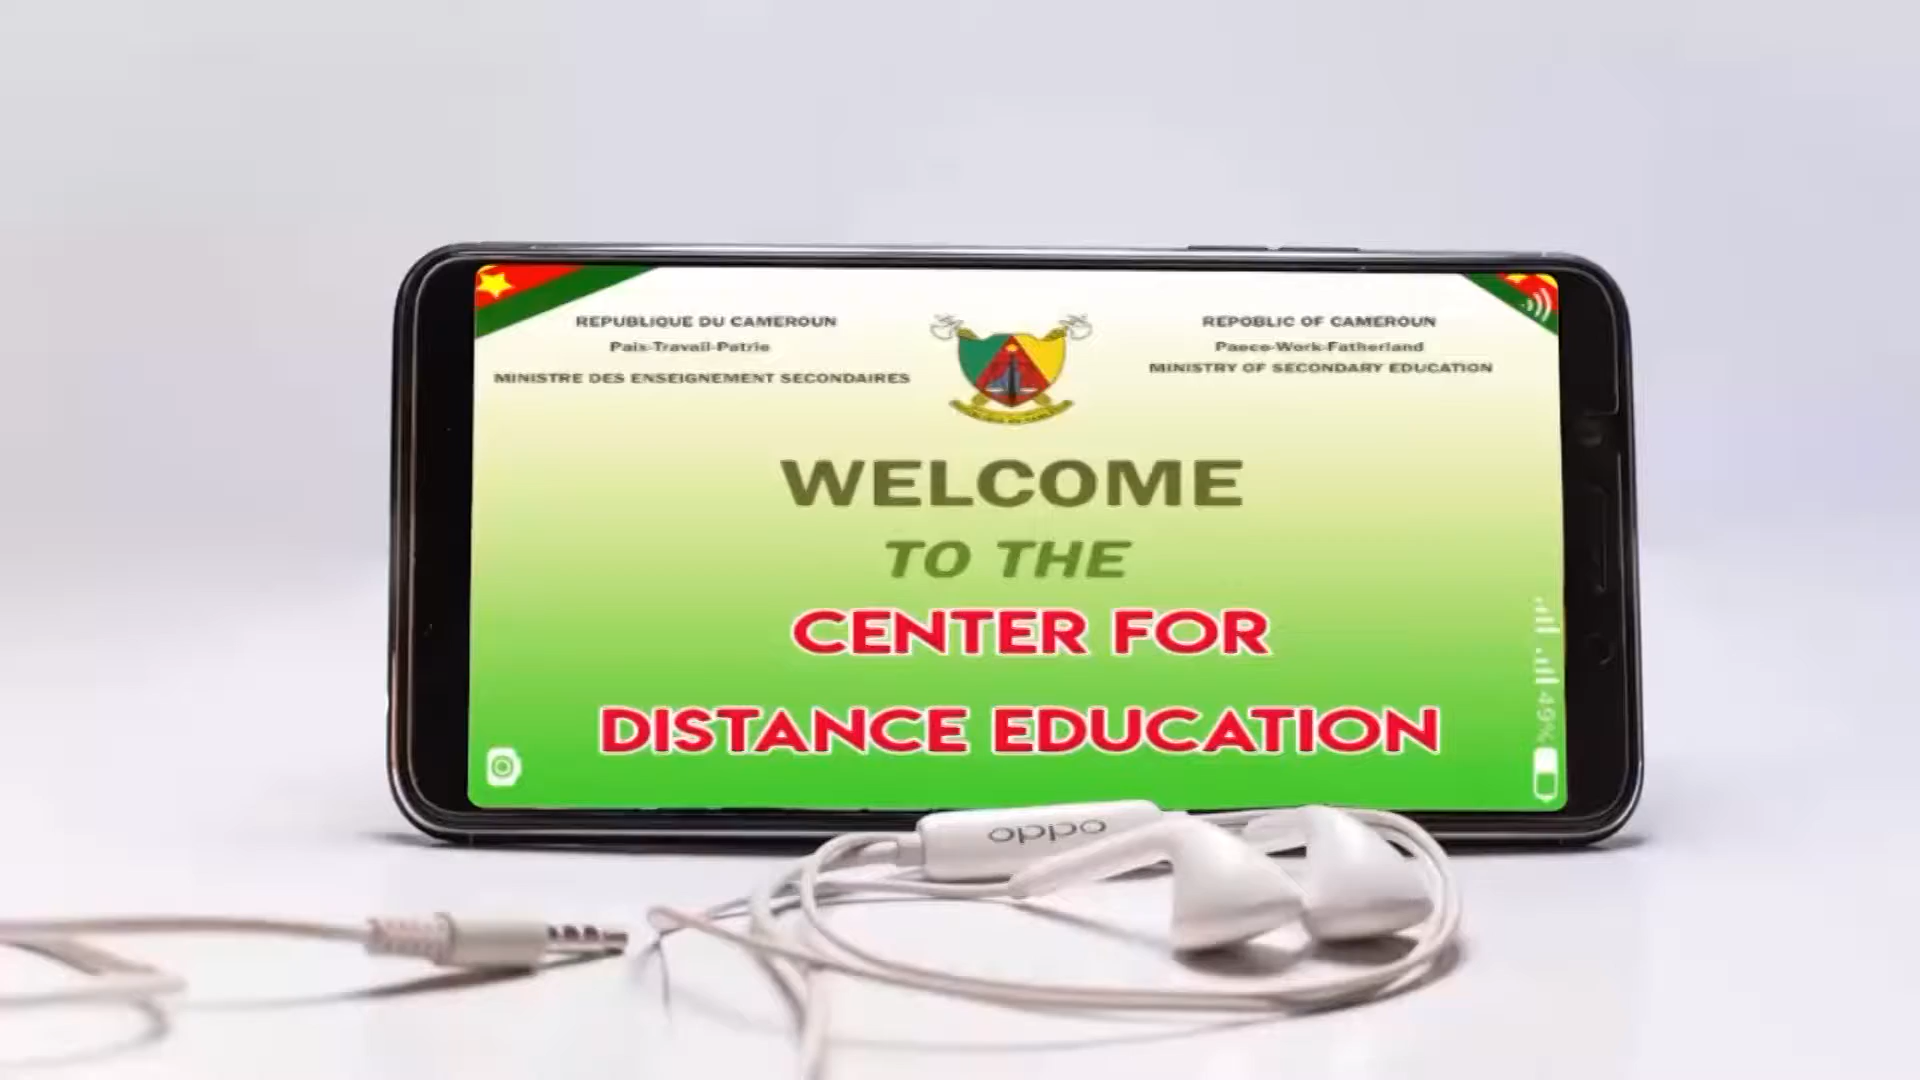 REPUBLIQUE DU CAMEROUN
Paix-Travail-Patrie
MINISTRE DES ENSEIGNEMENT SECONDAIRES
REPOBLIC OF CAMEROUN
Paece-Work-Fatherland
MINISTRY OF SECONDARY EDUCATION
WELCOME
TO THE
CENTER FOR
DISTANCE EDUCATION
49%
oppo